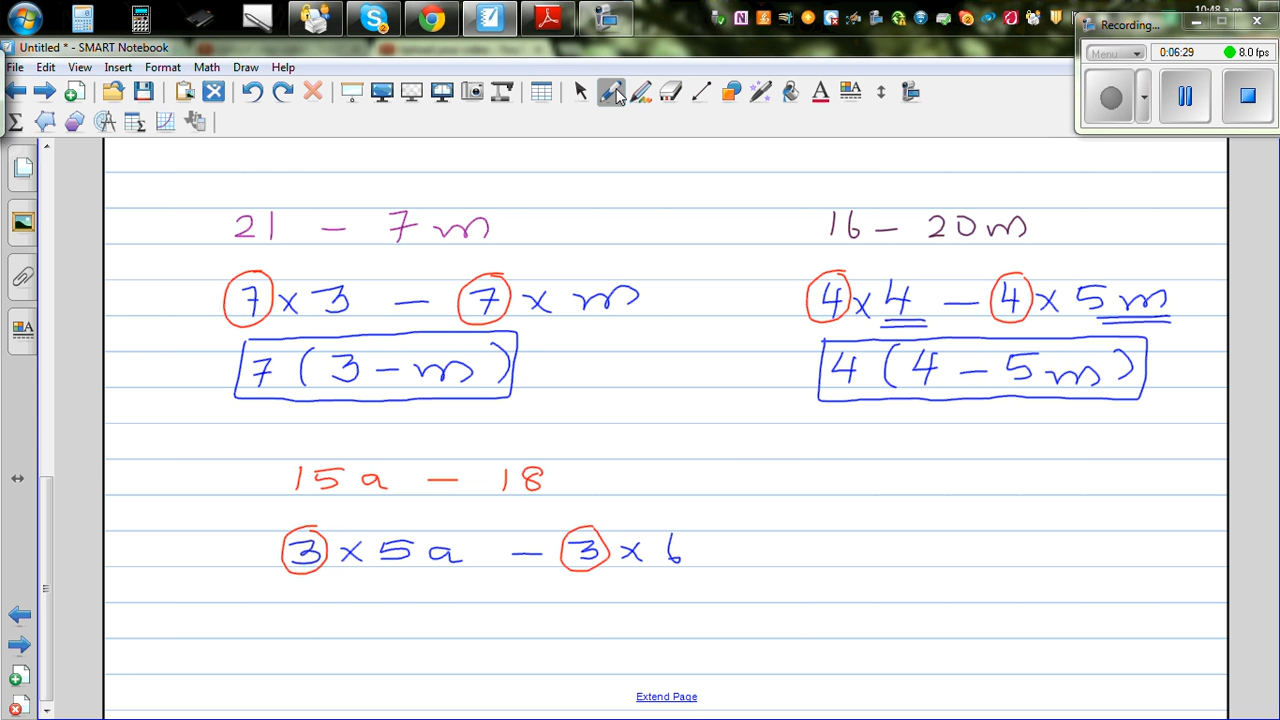 10:48 a.m.
Recording...
Untitled * - SMART Notebook
Menu 0:06:29 8.0 fps
File Edit View Insert Format Math Draw Help
21 - 7m
16 - 20m
7 × 3 - 7 × m
4 × 4 - 4 × 5m
7 ( 3 - m )
4 ( 4 - 5m )
15a - 18
3 × 5a - 3 × 6
Extend Page